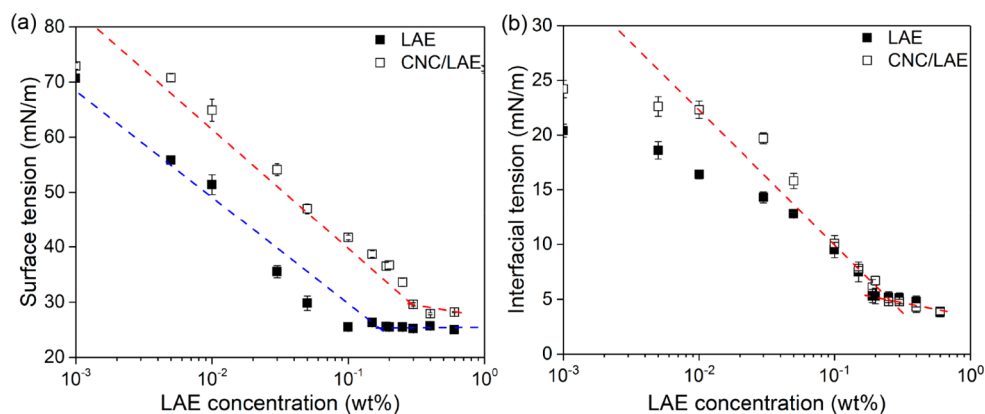 (a)
80
70
60
50
40
30
20
Surface tension (mN/m)
LAE
CNC/LAE
10⁻³ 10⁻² 10⁻¹ 10⁰
LAE concentration (wt%)
(b)
30
25
20
15
10
5
0
Interfacial tension (mN/m)
LAE
CNC/LAE
10⁻³ 10⁻² 10⁻¹ 10⁰
LAE concentration (wt%)